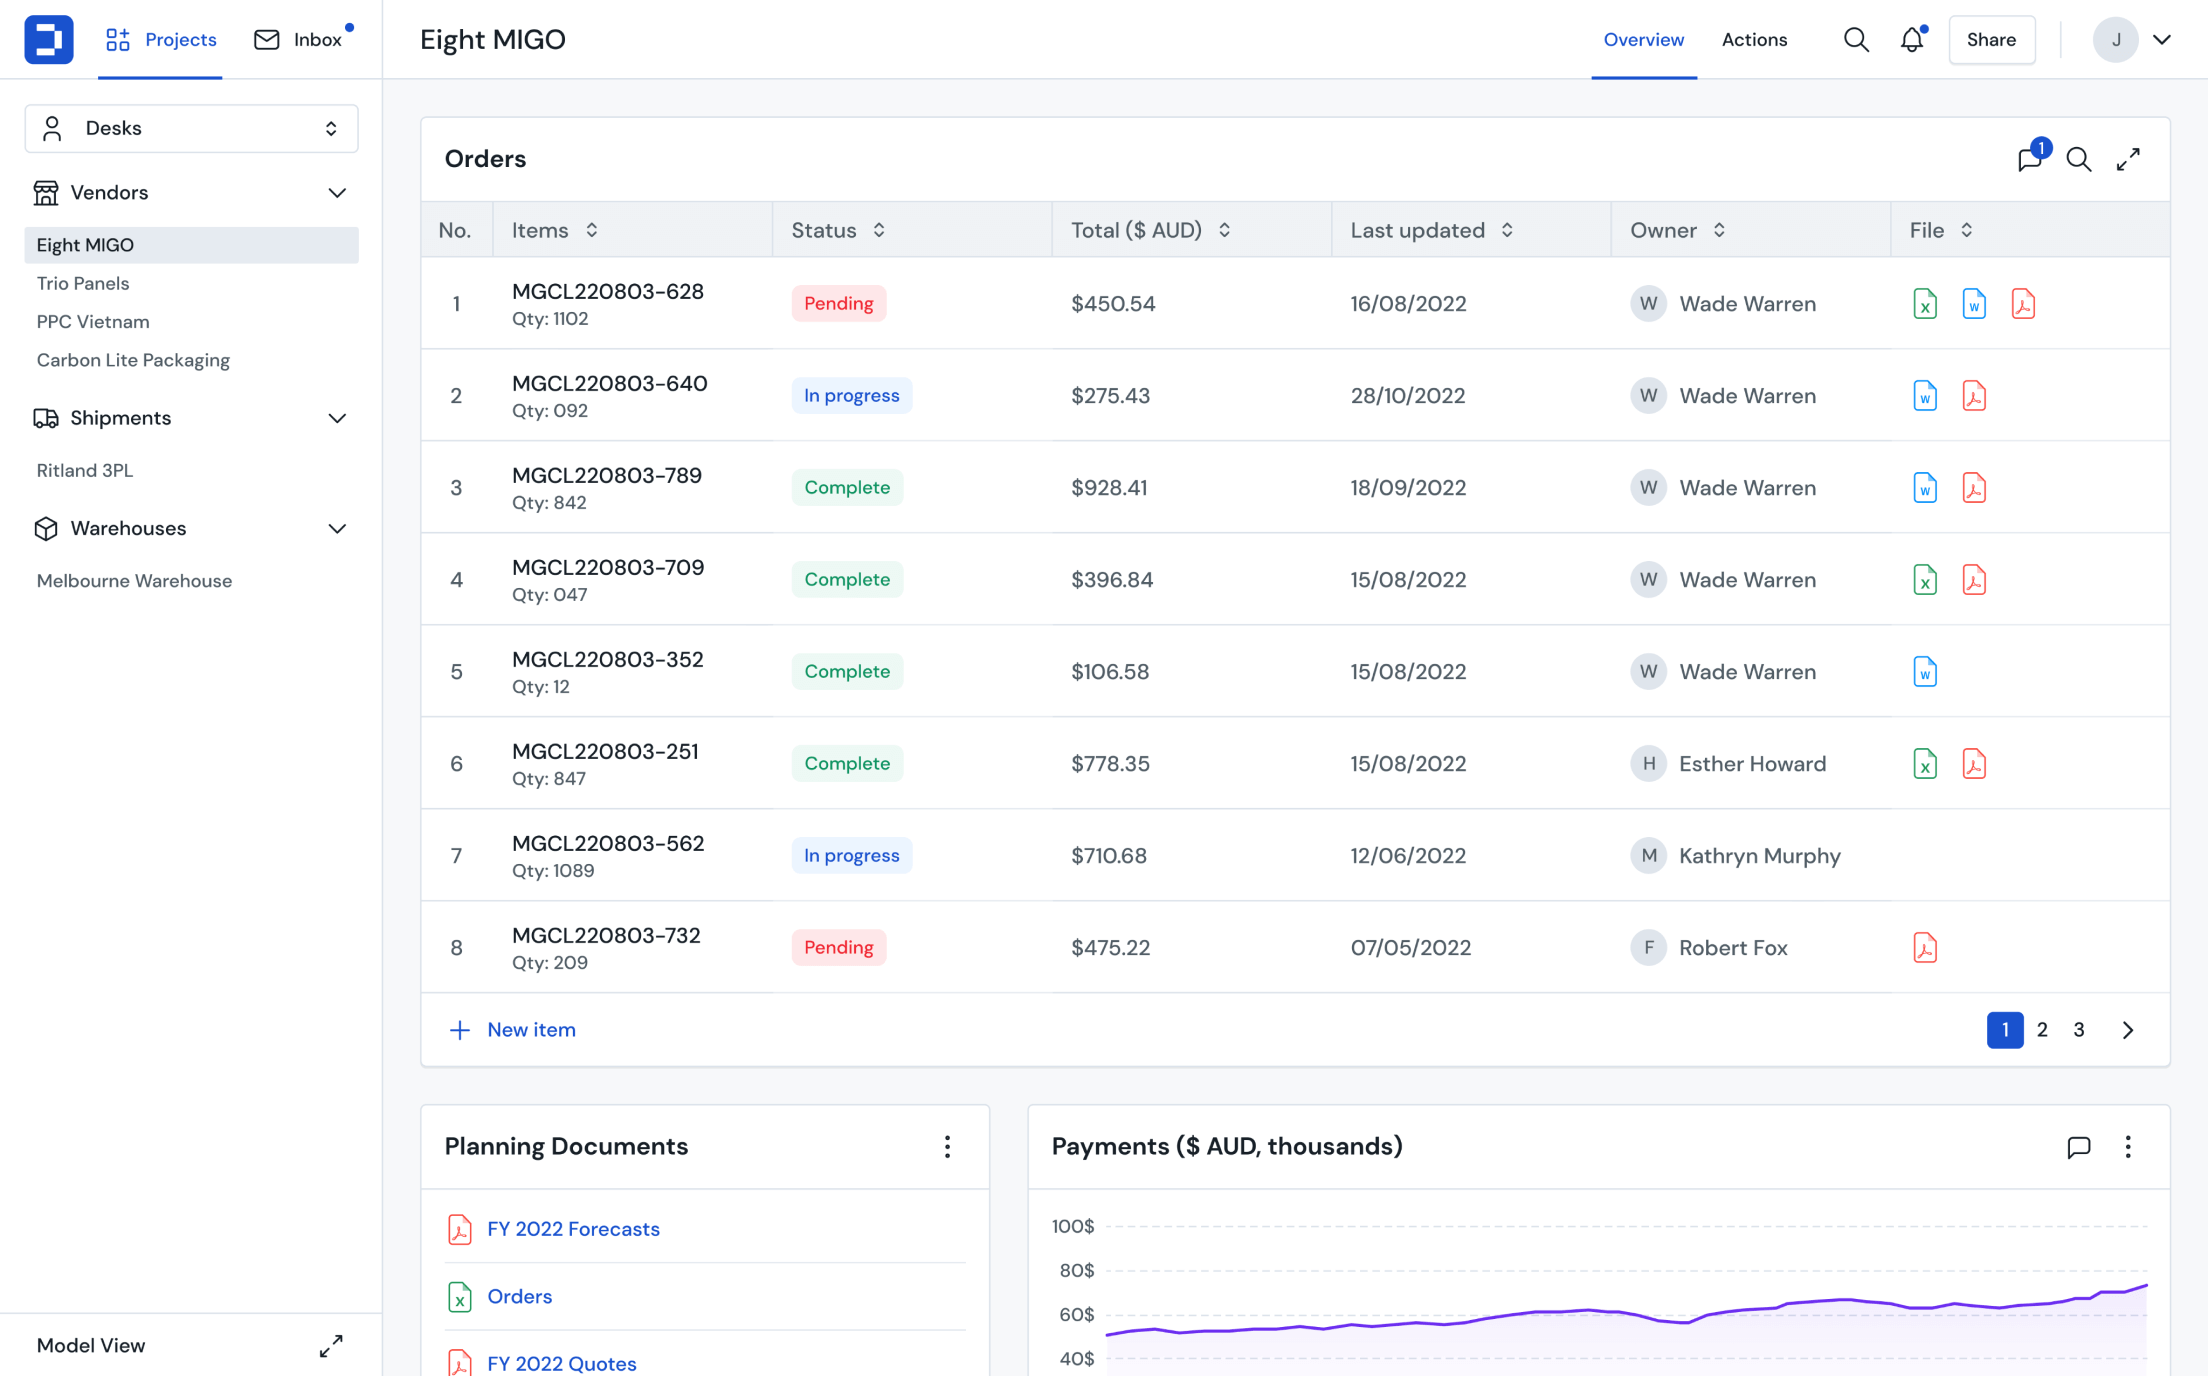 Projects
Inbox
Eight MIGO
Overview
Actions
Share
J
Desks
Vendors
Eight MIGO
Trio Panels
PPC Vietnam
Carbon Lite Packaging
Shipments
Ritland 3PL
Warehouses
Melbourne Warehouse
Model View
Orders
1
No. Items Status Total ($ AUD) Last updated Owner File
1 MGCL220803-628 Pending $450.54 16/08/2022 W Wade Warren X W
Qty: 1102
2 MGCL220803-640 In progress $275.43 28/10/2022 W Wade Warren W
Qty: 092
3 MGCL220803-789 Complete $928.41 18/09/2022 W Wade Warren W
Qty: 842
4 MGCL220803-709 Complete $396.84 15/08/2022 W Wade Warren X
Qty: 047
5 MGCL220803-352 Complete $106.58 15/08/2022 W Wade Warren W
Qty: 12
6 MGCL220803-251 Complete $778.35 15/08/2022 H Esther Howard X
Qty: 847
7 MGCL220803-562 In progress $710.68 12/06/2022 M Kathryn Murphy
Qty: 1089
8 MGCL220803-732 Pending $475.22 07/05/2022 F Robert Fox
Qty: 209
New item
1 2 3
Planning Documents
FY 2022 Forecasts
X Orders
FY 2022 Quotes
Payments ($ AUD, thousands)
100$
80$
60$
40$